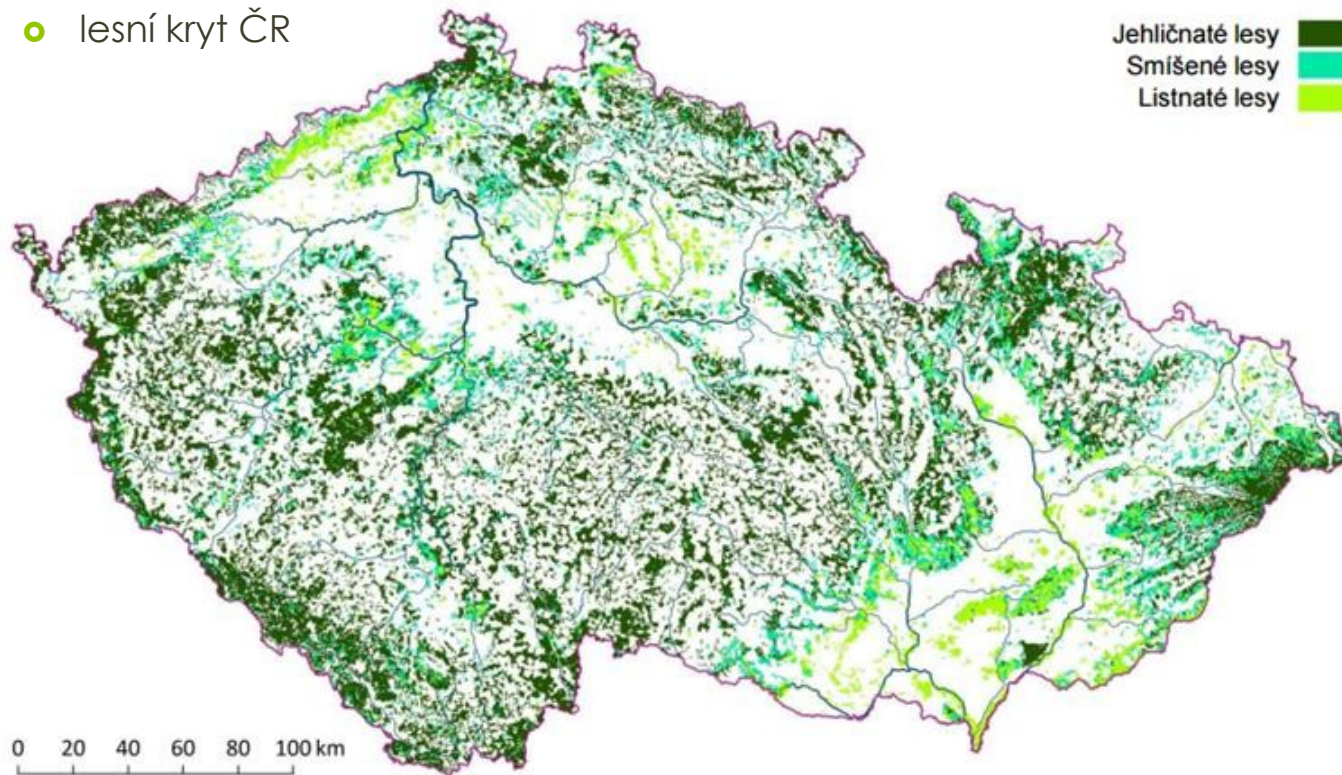 lesní kryt ČR
Jehličnaté lesy
Smíšené lesy
Listnaté lesy
0 20 40 60 80 100 km